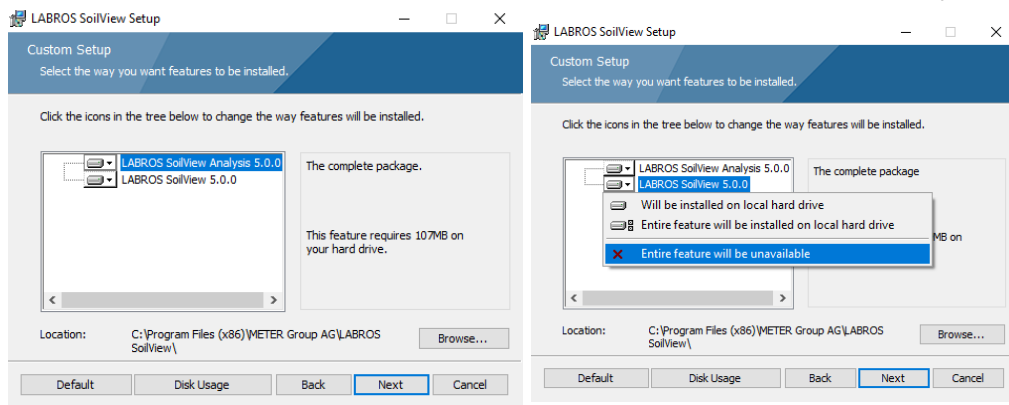 LABROS SoilView Setup
Custom Setup
Select the way you want features to be installed.
Click the icons in the tree below to change the way features will be installed.
LABROS SoilView Analysis 5.0.0
LABROS SoilView 5.0.0
The complete package.
This feature requires 107MB on
your hard drive.
Location:
C:\Program Files (x86)\METER Group AG\LABROS
SoilView\
Browse...
Default
Disk Usage
Back
Next
Cancel
LABROS SoilView Setup
Custom Setup
Select the way you want features to be installed.
Click the icons in the tree below to change the way features will be installed.
LABROS SoilView Analysis 5.0.0
LABROS SoilView 5.0.0
The complete package
Will be installed on local hard drive
Entire feature will be installed on local hard drive
Entire feature will be unavailable
MB on
Location:
C:\Program Files (x86)\METER Group AG\LABROS
SoilView\
Browse...
Default
Disk Usage
Back
Next
Cancel